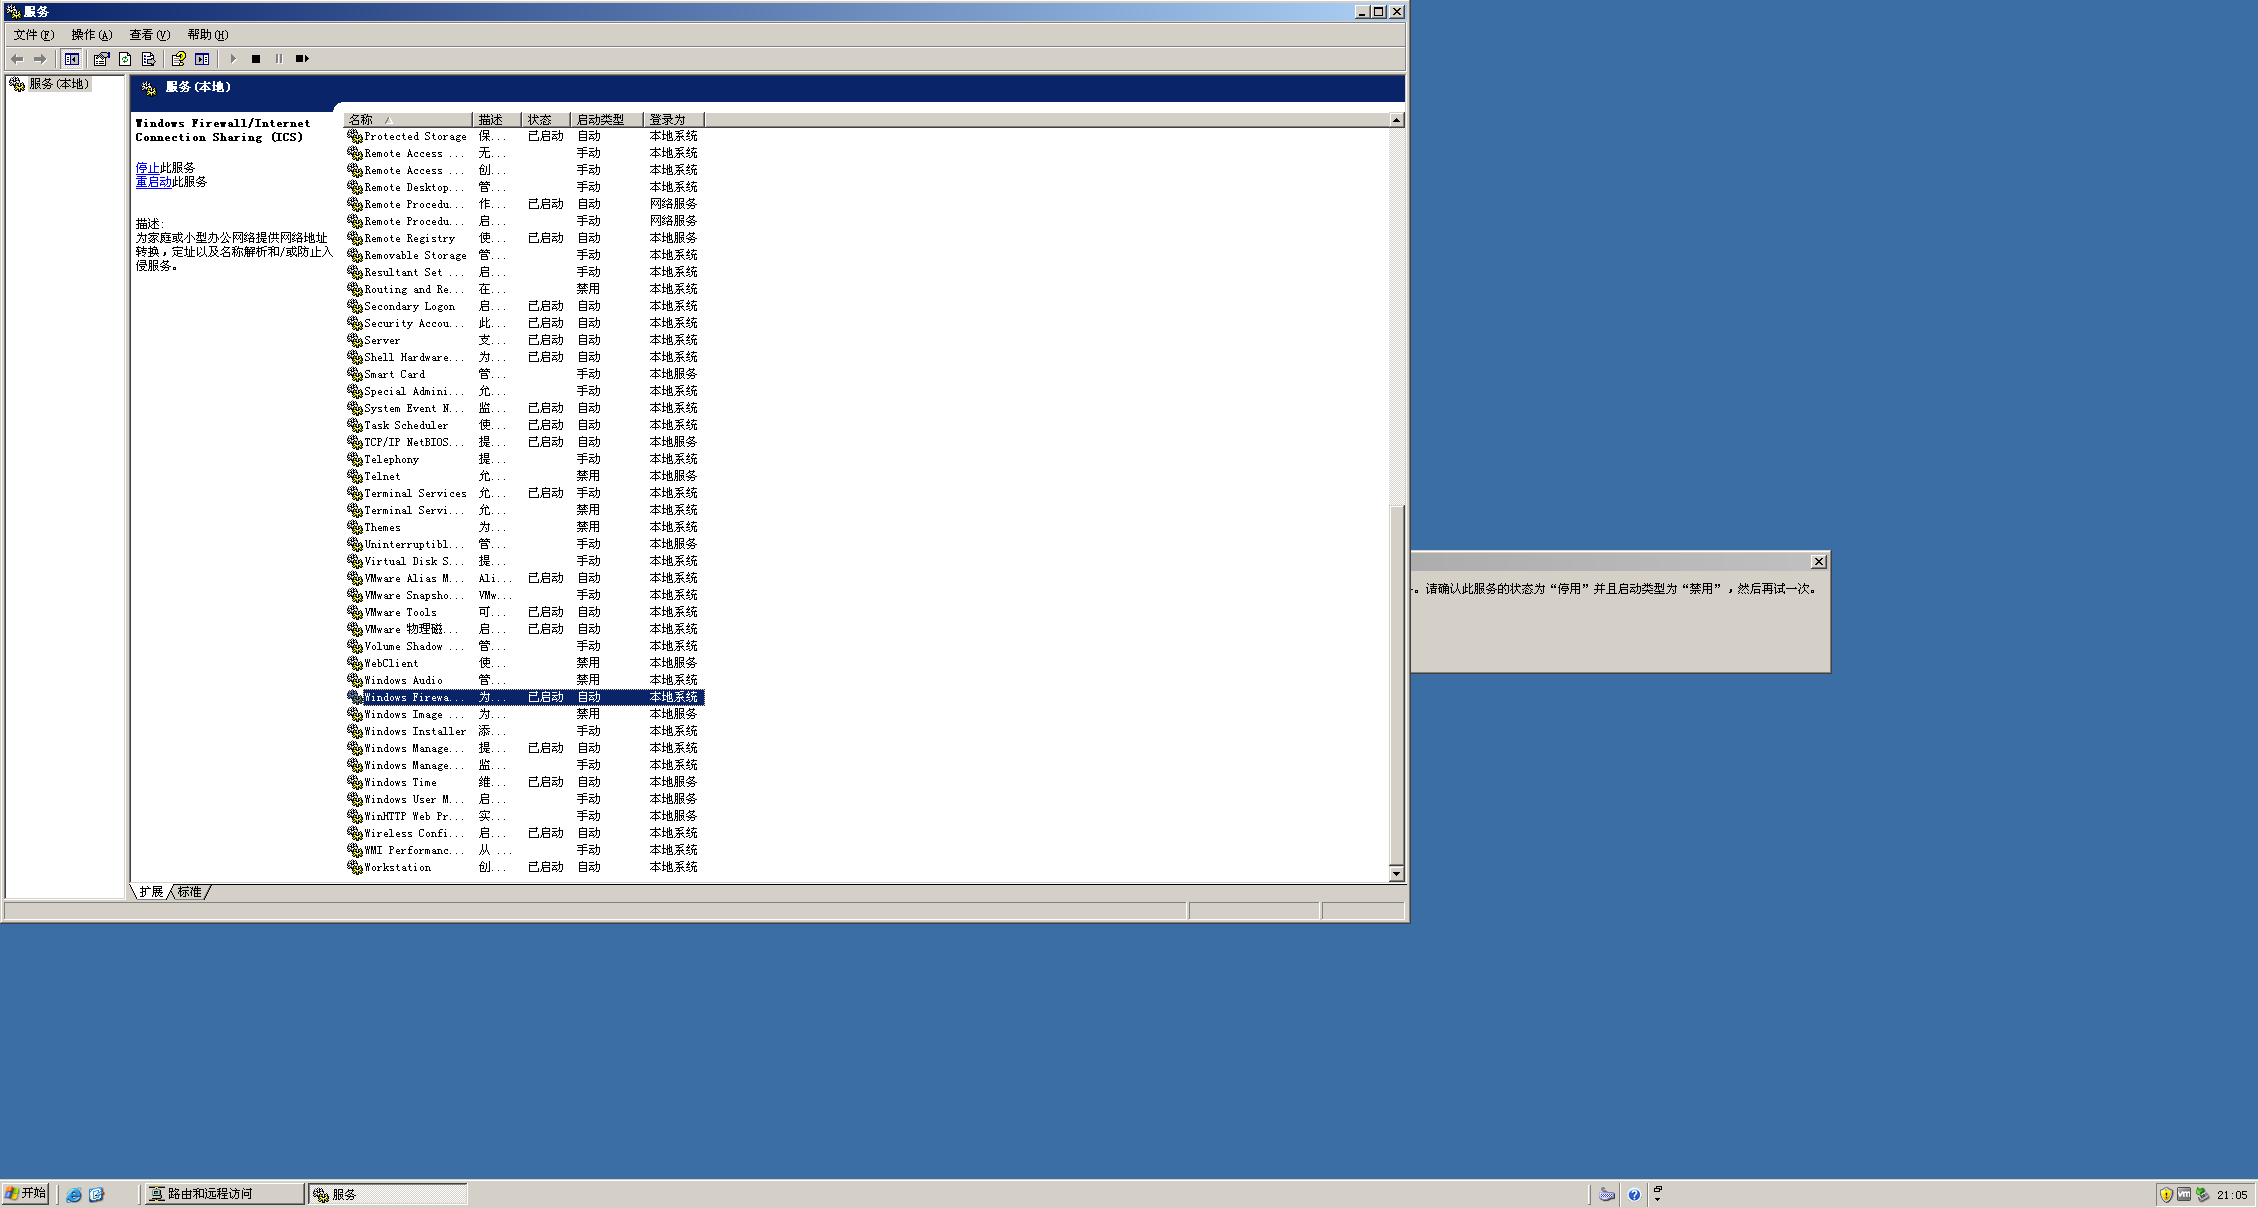 服务
文件(F) 操作(A) 查看(V) 帮助(H)
服务(本地)
服务(本地)
Windows Firewall/Internet
Connection Sharing (ICS)
停止此服务
重启动此服务
描述:
为家庭或小型办公网络提供网络地址
转换，定址以及名称解析和/或防止入
侵服务。
名称 描述 状态 启动类型 登录为
Protected Storage 保... 已启动 自动 本地系统
Remote Access ... 无... 手动 本地系统
Remote Access ... 创... 手动 本地系统
Remote Desktop... 管... 手动 本地系统
Remote Procedu... 作... 已启动 自动 网络服务
Remote Procedu... 启... 手动 网络服务
Remote Registry 使... 已启动 自动 本地服务
Removable Storage 管... 手动 本地系统
Resultant Set ... 启... 手动 本地系统
Routing and Re... 在... 禁用 本地系统
Secondary Logon 启... 已启动 自动 本地系统
Security Accou... 此... 已启动 自动 本地系统
Server 支... 已启动 自动 本地系统
Shell Hardware... 为... 已启动 自动 本地系统
Smart Card 管... 手动 本地服务
Special Admini... 允... 手动 本地系统
System Event N... 监... 已启动 自动 本地系统
Task Scheduler 使... 已启动 自动 本地系统
TCP/IP NetBIOS... 提... 已启动 自动 本地服务
Telephony 提... 手动 本地系统
Telnet 允... 禁用 本地服务
Terminal Services 允... 已启动 手动 本地系统
Terminal Servi... 允... 禁用 本地系统
Themes 为... 禁用 本地系统
Uninterruptibl... 管... 手动 本地服务
Virtual Disk S... 提... 手动 本地系统
VMware Alias M... Ali... 已启动 自动 本地系统
VMware Snapsho... VMw... 手动 本地系统
VMware Tools 可... 已启动 自动 本地系统
VMware 物理磁... 启... 已启动 自动 本地系统
Volume Shadow ... 管... 手动 本地系统
WebClient 使... 禁用 本地服务
Windows Audio 管... 禁用 本地系统
Windows Firewa... 为... 已启动 自动 本地系统
Windows Image ... 为... 禁用 本地服务
Windows Installer 添... 手动 本地系统
Windows Manage... 提... 已启动 自动 本地系统
Windows Manage... 监... 手动 本地系统
Windows Time 维... 已启动 自动 本地服务
Windows User M... 启... 手动 本地服务
WinHTTP Web Pr... 实... 手动 本地服务
Wireless Confi... 启... 已启动 自动 本地系统
WMI Performanc... 从 ... 手动 本地系统
Workstation 创... 已启动 自动 本地系统
扩展 标准
。请确认此服务的状态为“停用”并且启动类型为“禁用”，然后再试一次。
开始 路由和远程访问 服务 21:05